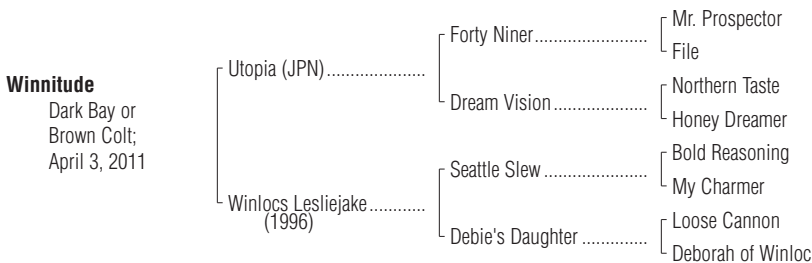 Winnitude
Dark Bay or
Brown Colt;
April 3, 2011
Utopia (JPN)......................
Winlocs Lesliejake............
(1996)
Forty Niner.........................
Dream Vision.....................
Seattle Slew.......................
Debie's Daughter ..............
Mr. Prospector
File
Northern Taste
Honey Dreamer
Bold Reasoning
My Charmer
Loose Cannon
Deborah of Winloc